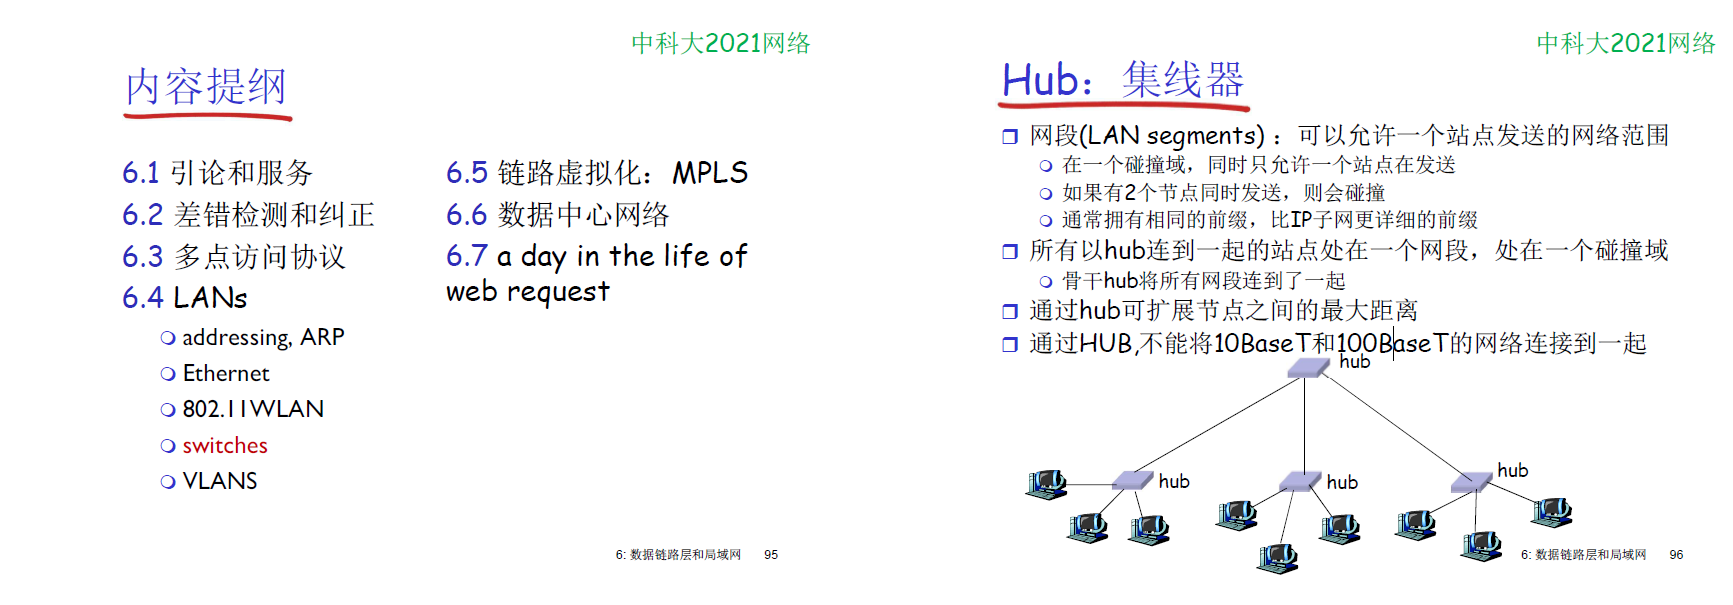 中科大2021网络
内容提纲
6.1 引论和服务
6.2 差错检测和纠正
6.3 多点访问协议
6.4 LANs
addressing, ARP
Ethernet
802.11WLAN
switches
VLANS
6.5 链路虚拟化：MPLS
6.6 数据中心网络
6.7 a day in the life of
web request
6: 数据链路层和局域网 95
中科大2021网络
Hub：集线器
网段(LAN segments) ：可以允许一个站点发送的网络范围
在一个碰撞域，同时只允许一个站点在发送
如果有2个节点同时发送，则会碰撞
通常拥有相同的前缀，比IP子网更详细的前缀
所有以hub连到一起的站点处在一个网段，处在一个碰撞域
骨干hub将所有网段连到了一起
通过hub可扩展节点之间的最大距离
通过HUB,不能将10BaseT和100BaseT的网络连接到一起
hub
hub
hub
hub
6: 数据链路层和局域网 96